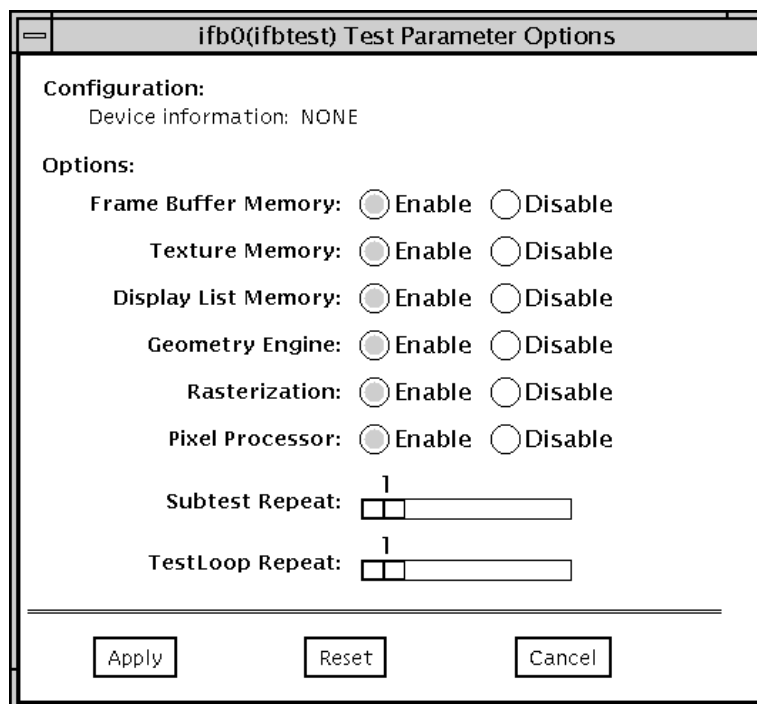 ifb0(ifbtest) Test Parameter Options
Configuration:
Device information: NONE
Options:
Frame Buffer Memory: Enable Disable
Texture Memory: Enable Disable
Display List Memory: Enable Disable
Geometry Engine: Enable Disable
Rasterization: Enable Disable
Pixel Processor: Enable Disable
1
Subtest Repeat:
1
TestLoop Repeat:
Apply Reset Cancel